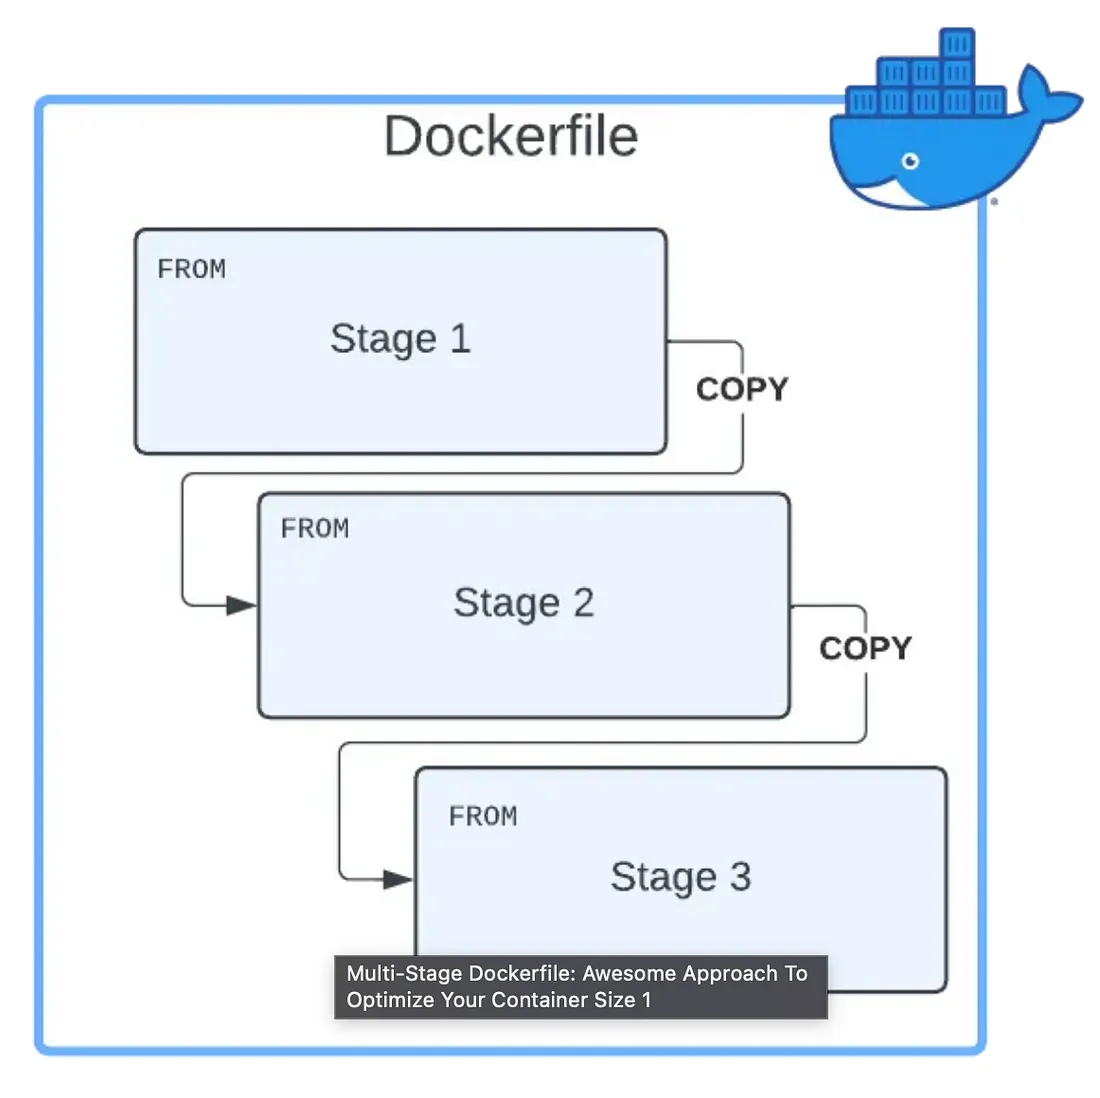 Dockerfile
FROM
Stage 1
COPY
FROM
Stage 2
COPY
FROM
Stage 3
Multi-Stage Dockerfile: Awesome Approach To
Optimize Your Container Size 1